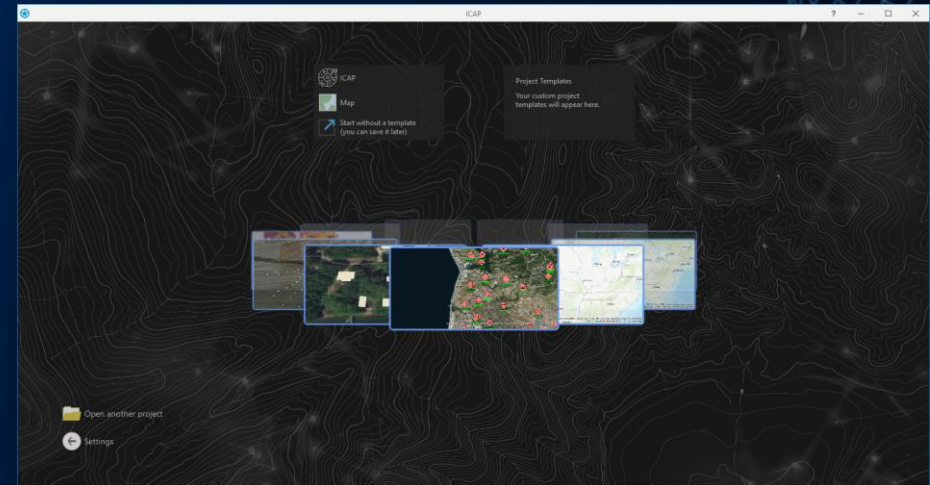 ICAP
ICAP
Map
Start without a template
(you can save it later)
Project Templates
Your custom project
templates will appear here.
Open another project
Settings